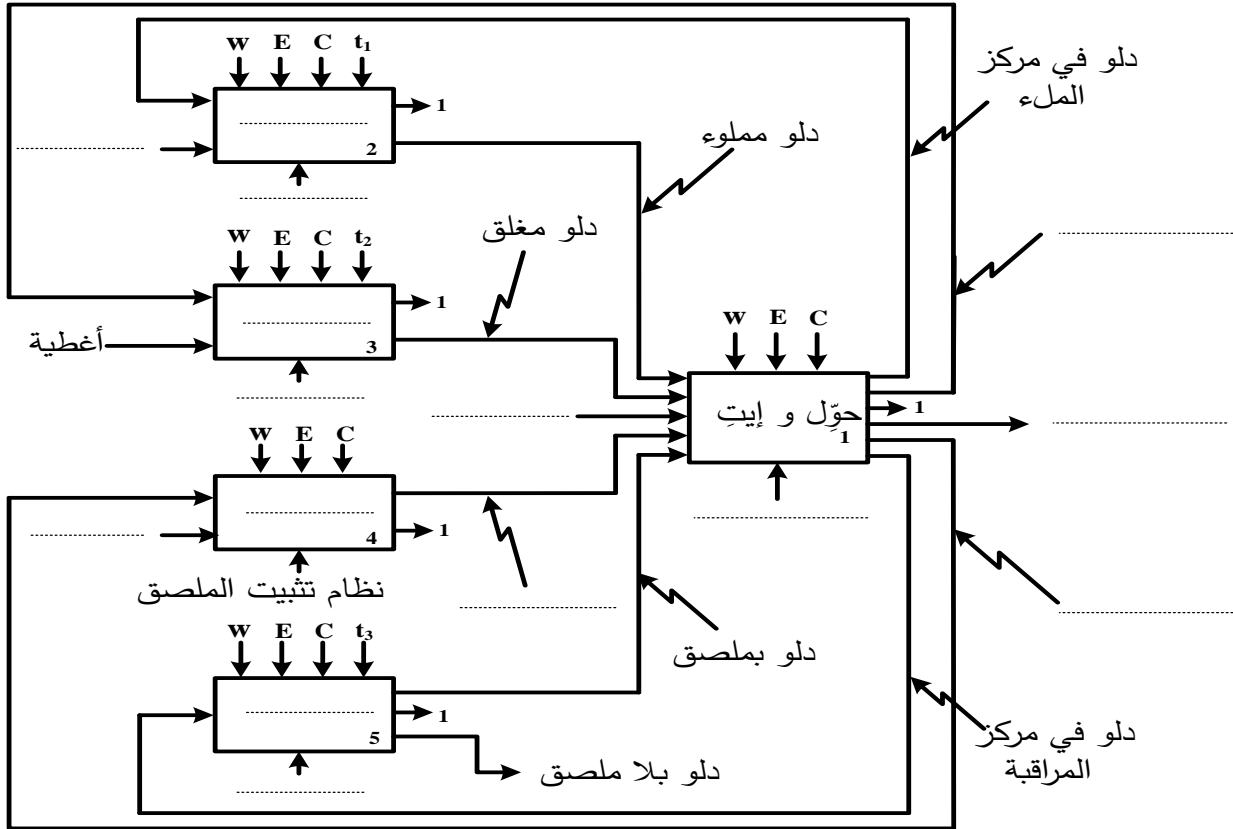 W E C t₁
1
2
دلو في مركز
الملء
دلو مملوء
دلو مغلق
W E C t₂
1
3
أغطية
W E C
حوِّل و إيتِ
1
1
W E C
4
1
نظام تثبيت الملصق
W E C t₃
1
5
دلو بملصق
دلو بلا ملصق
دلو في مركز
المراقبة